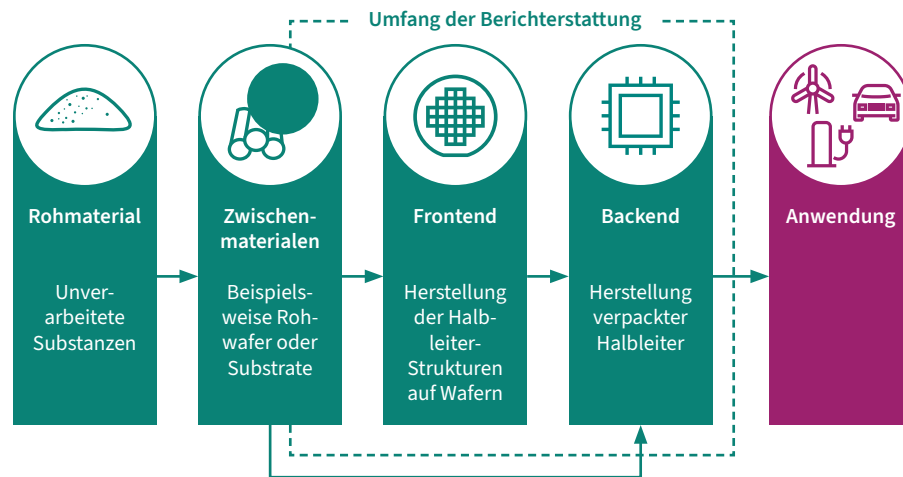 Umfang der Berichterstattung
Rohmaterial
Unver-
arbeitete
Substanzen
Zwischen-
materialen
Beispiels-
weise Roh-
wafer oder
Substrate
Frontend
Herstellung
der Halb-
leiter-
Strukturen
auf Wafern
Backend
Herstellung
verpackter
Halbleiter
Anwendung